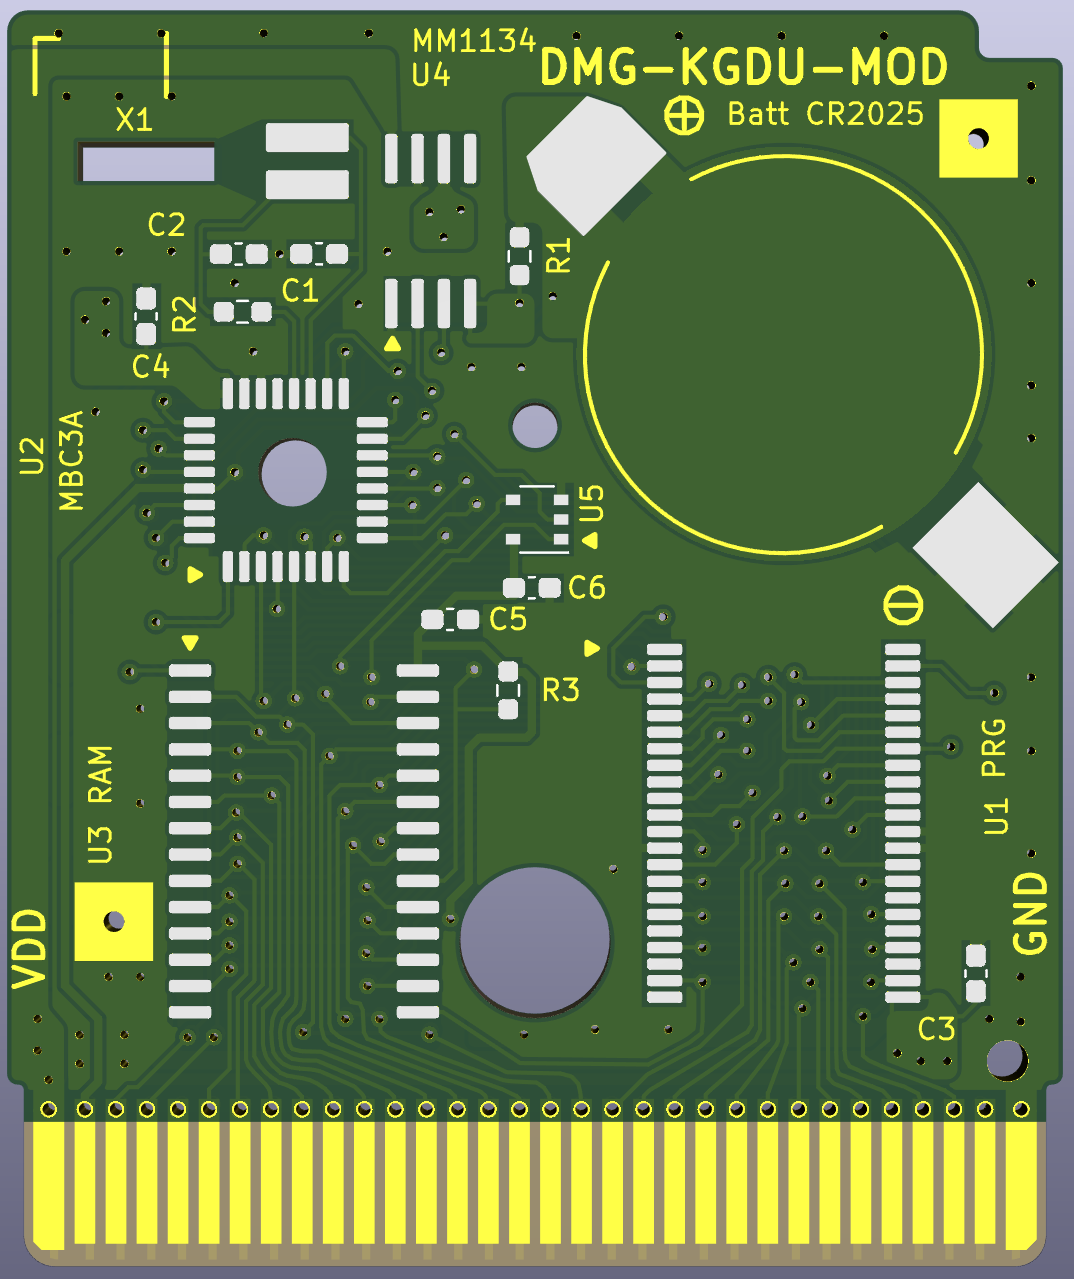 MM1134
U4
DMG-KGDU-MOD
Batt CR2025
X1
C2
R1
C1
R2
C4
U2
MBC3A
U5
C6
C5
R3
U3 RAM
U1 PRG
VDD
GND
C3